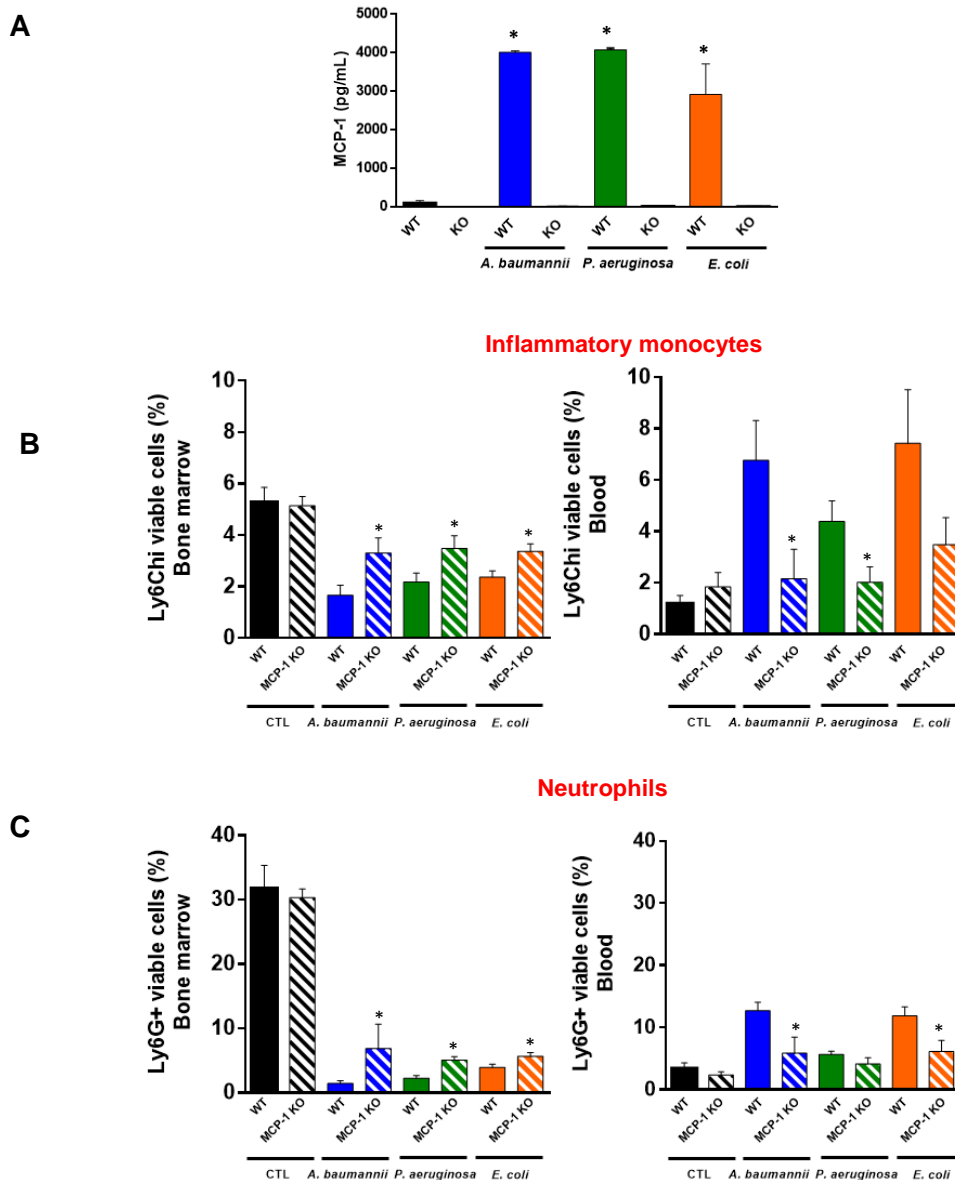 A
MCP-1 (pg/mL)
5000
4000
3000
2000
1000
0
WT KO WT KO WT KO WT KO
A. baumannii P. aeruginosa E. coli
* * *
Inflammatory monocytes
B
Ly6Chi viable cells (%)
Bone marrow
10
8
6
4
2
0
* * *
WT MCP-1 KO WT MCP-1 KO WT MCP-1 KO WT MCP-1 KO
CTL A. baumannii P. aeruginosa E. coli
Ly6Chi viable cells (%)
Blood
10
8
6
4
2
0
* *
WT MCP-1 KO WT MCP-1 KO WT MCP-1 KO WT MCP-1 KO
CTL A. baumannii P. aeruginosa E. coli
Neutrophils
C
Ly6G+ viable cells (%)
Bone marrow
40
30
20
10
0
* * *
WT MCP-1 KO WT MCP-1 KO WT MCP-1 KO WT MCP-1 KO
CTL A. baumannii P. aeruginosa E. coli
Ly6G+ viable cells (%)
Blood
40
30
20
10
0
* *
WT MCP-1 KO WT MCP-1 KO WT MCP-1 KO WT MCP-1 KO
CTL A. baumannii P. aeruginosa E. coli